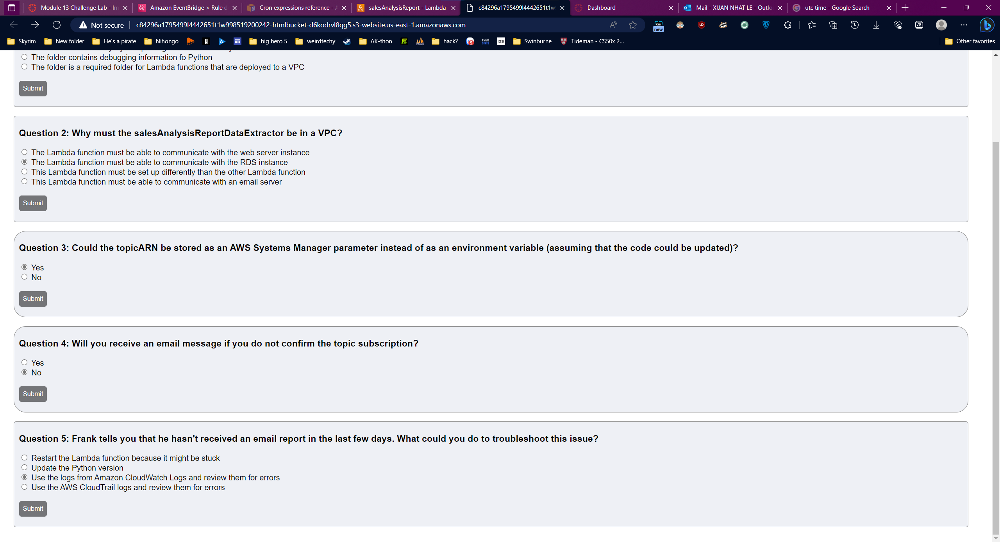 Module 13 Challenge Lab - Im
Amazon EventBridge > Rule d
Cron expressions reference - A
salesAnalysisReport - Lambda
c84296a1795499l4442651t1w
Dashboard
Mail - XUAN NHAT LE - Outlo
utc time - Google Search
Not secure
c84296a1795499l4442651t1w998519200242-htmlbucket-d6kodrvl8qg5.s3-website.us-east-1.amazonaws.com
new
Skyrim
New folder
He's a pirate
Nihongo
big hero 5
weirdtechy
AK-thon
hack?
DS
Swinburne
Tideman - CS50x 2...
Other favorites
The folder contains debugging information fo Python
The folder is a required folder for Lambda functions that are deployed to a VPC
Submit
Question 2: Why must the salesAnalysisReportDataExtractor be in a VPC?
The Lambda function must be able to communicate with the web server instance
The Lambda function must be able to communicate with the RDS instance
This Lambda function must be set up differently than the other Lambda function
This Lambda function must be able to communicate with an email server
Submit
Question 3: Could the topicARN be stored as an AWS Systems Manager parameter instead of as an environment variable (assuming that the code could be updated)?
Yes
No
Submit
Question 4: Will you receive an email message if you do not confirm the topic subscription?
Yes
No
Submit
Question 5: Frank tells you that he hasn't received an email report in the last few days. What could you do to troubleshoot this issue?
Restart the Lambda function because it might be stuck
Update the Python version
Use the logs from Amazon CloudWatch Logs and review them for errors
Use the AWS CloudTrail logs and review them for errors
Submit